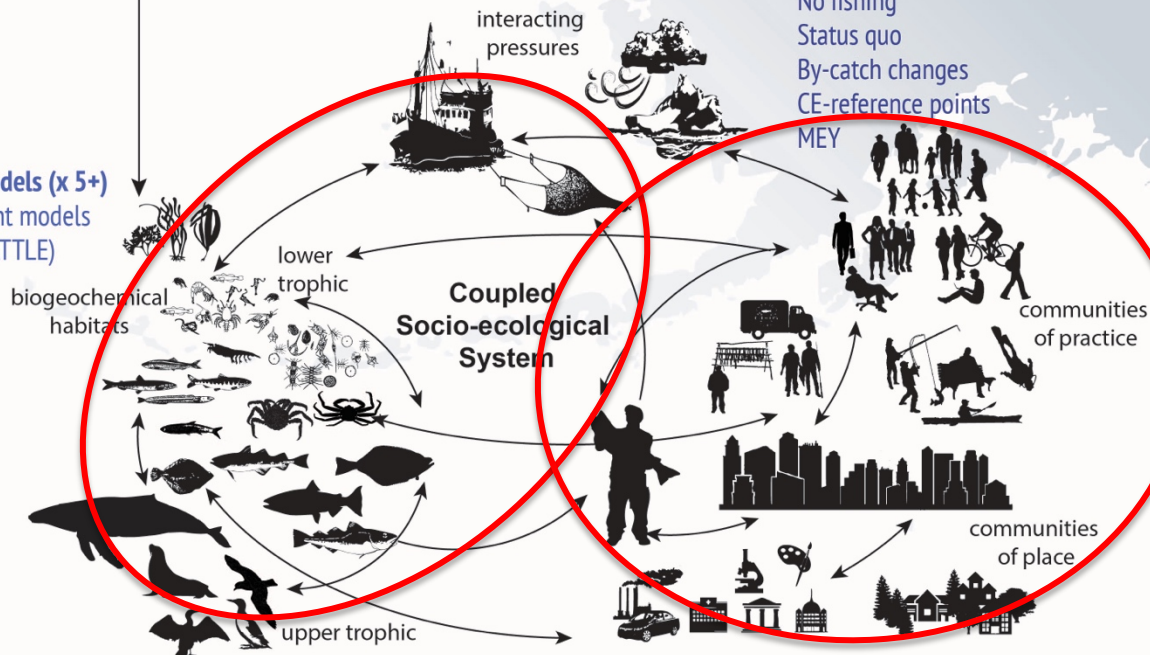 No fishing
Status quo
By-catch changes
CE-reference points
MEY
interacting
pressures
dels (x 5+)
nt models
TTLE)
lower
trophic
biogeochemical
habitats
Coupled
Socio-ecological
System
communities
of practice
communities
of place
upper trophic